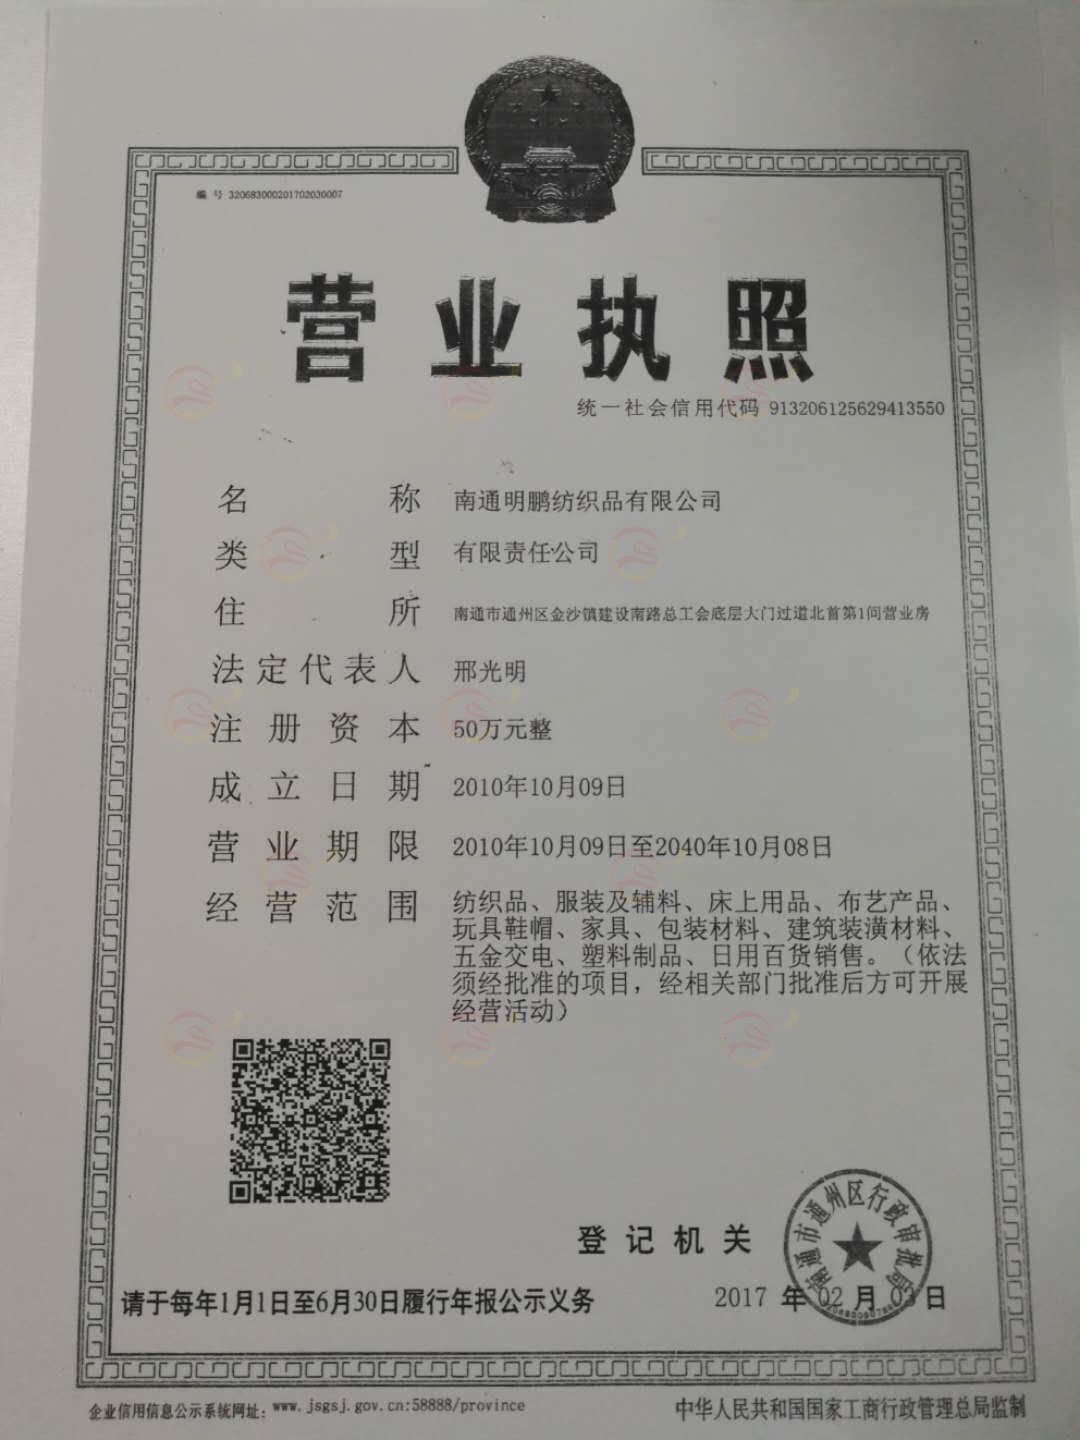 编 号 320683000201702030007
营业执照
统一社会信用代码 913206125629413550
名称 南通明鹏纺织品有限公司
类型 有限责任公司
住所 南通市通州区金沙镇建设南路总工会底层大门过道北首第1间营业房
法定代表人 邢光明
注册资本 50万元整
成立日期 2010年10月09日
营业期限 2010年10月09日至2040年10月08日
经营范围 纺织品、服装及辅料、床上用品、布艺产品、
玩具鞋帽、家具、包装材料、建筑装潢材料、
五金交电、塑料制品、日用百货销售。（依法
须经批准的项目，经相关部门批准后方可开展
经营活动）
南通市通州区行政审批局
登记机关
请于每年1月1日至6月30日履行年报公示义务
2017 年 02 月 03 日
企业信用信息公示系统网址：www.jsgsj.gov.cn:58888/province
中华人民共和国国家工商行政管理总局监制